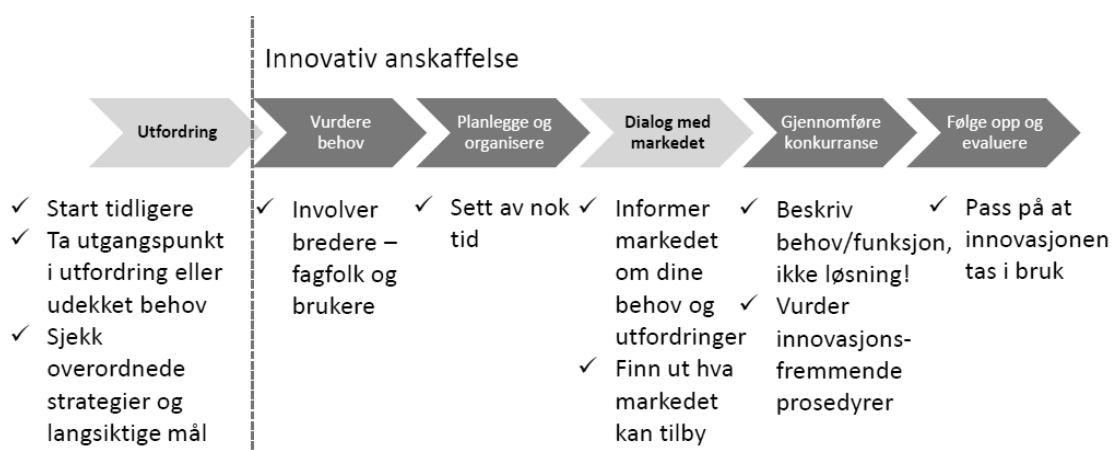 Innovativ anskaffelse
Utfordring
Vurdere
behov
Planlegge og
organisere
Dialog med
markedet
Gjennomføre
konkurranse
Følge opp og
evaluere
✓ Start tidligere
✓ Ta utgangspunkt
i utfordring eller
udekket behov
✓ Sjekk
overordnede
strategier og
langsiktige mål
✓ Involver
bredere –
fagfolk og
brukere
✓ Sett av nok
tid
✓ Informer
markedet
om dine
behov og
utfordringer
✓ Finn ut hva
markedet
kan tilby
✓ Beskriv
behov/funksjon,
ikke løsning!
✓ Vurder
innovasjons-
fremmende
prosedyrer
✓ Pass på at
innovasjonen
tas i bruk